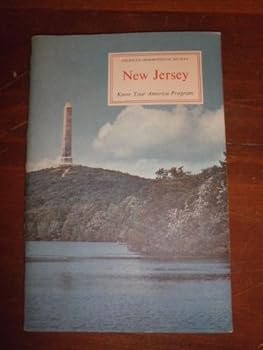 AMERICAN GEOGRAPHICAL SOCIETY
New Jersey
Know Your America Program